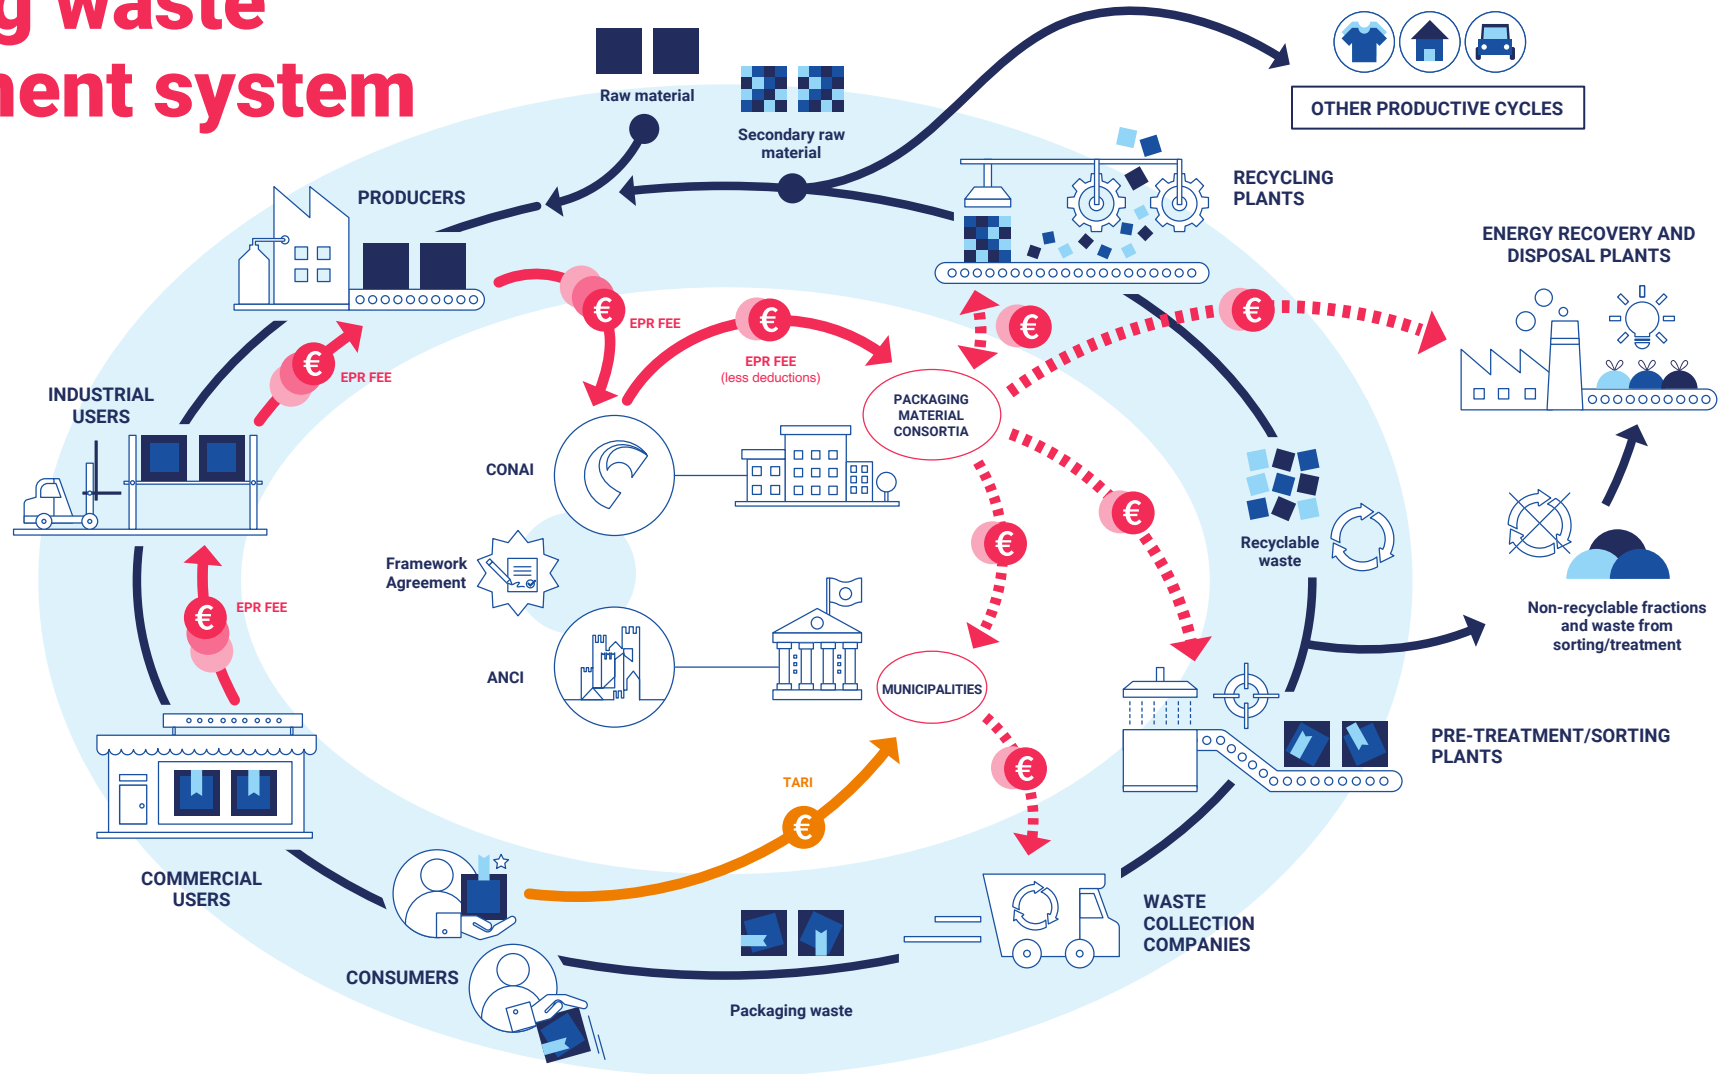 waste
system
Raw material
Secondary raw
material
OTHER PRODUCTIVE CYCLES
PRODUCERS
RECYCLING
PLANTS
ENERGY RECOVERY AND
DISPOSAL PLANTS
€
EPR FEE
€
EPR FEE
(less deductions)
€
€
€
EPR FEE
INDUSTRIAL
USERS
PACKAGING
MATERIAL
CONSORTIA
CONAI
€
€
Recyclable
waste
Framework
Agreement
Non-recyclable fractions
and waste from
sorting/treatment
€
EPR FEE
ANCI
MUNICIPALITIES
PRE-TREATMENT/SORTING
PLANTS
TARI
€
€
COMMERCIAL
USERS
WASTE
COLLECTION
COMPANIES
CONSUMERS
Packaging waste